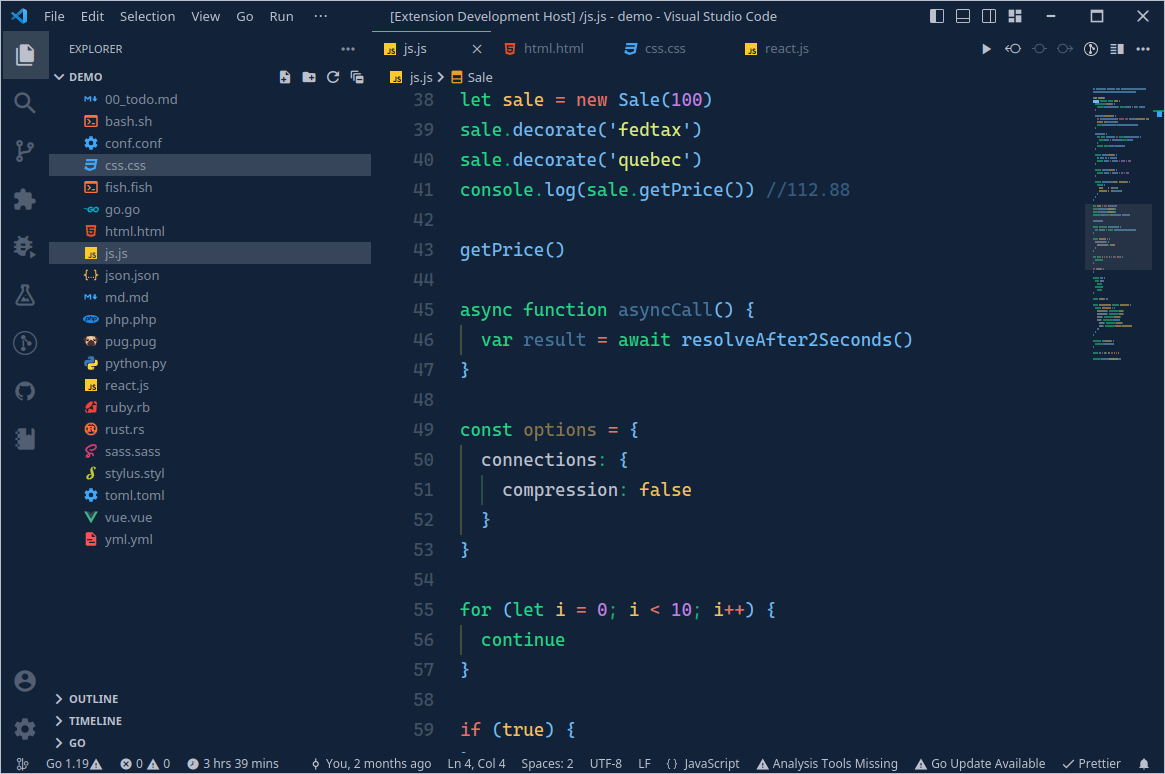 File Edit Selection View Go Run ··· [Extension Development Host] /js.js - demo - Visual Studio Code
EXPLORER ···
js.js html.html css.css react.js
DEMO
js.js > Sale
00_todo.md
bash.sh
conf.conf
css.css
fish.fish
go.go
html.html
js.js
json.json
md.md
php.php
pug.pug
python.py
react.js
ruby.rb
rust.rs
sass.sass
stylus.styl
toml.toml
vue.vue
yml.yml
OUTLINE
TIMELINE
GO
38 let sale = new Sale(100)
39 sale.decorate('fedtax')
40 sale.decorate('quebec')
41 console.log(sale.getPrice()) //112.88
42
43 getPrice()
44
45 async function asyncCall() {
46 var result = await resolveAfter2Seconds()
47 }
48
49 const options = {
50 connections: {
51 compression: false
52 }
53 }
54
55 for (let i = 0; i < 10; i++) {
56 continue
57 }
58
59 if (true) {
Go 1.19 0 0 3 hrs 39 mins You, 2 months ago Ln 4, Col 4 Spaces: 2 UTF-8 LF { } JavaScript Analysis Tools Missing Go Update Available Prettier